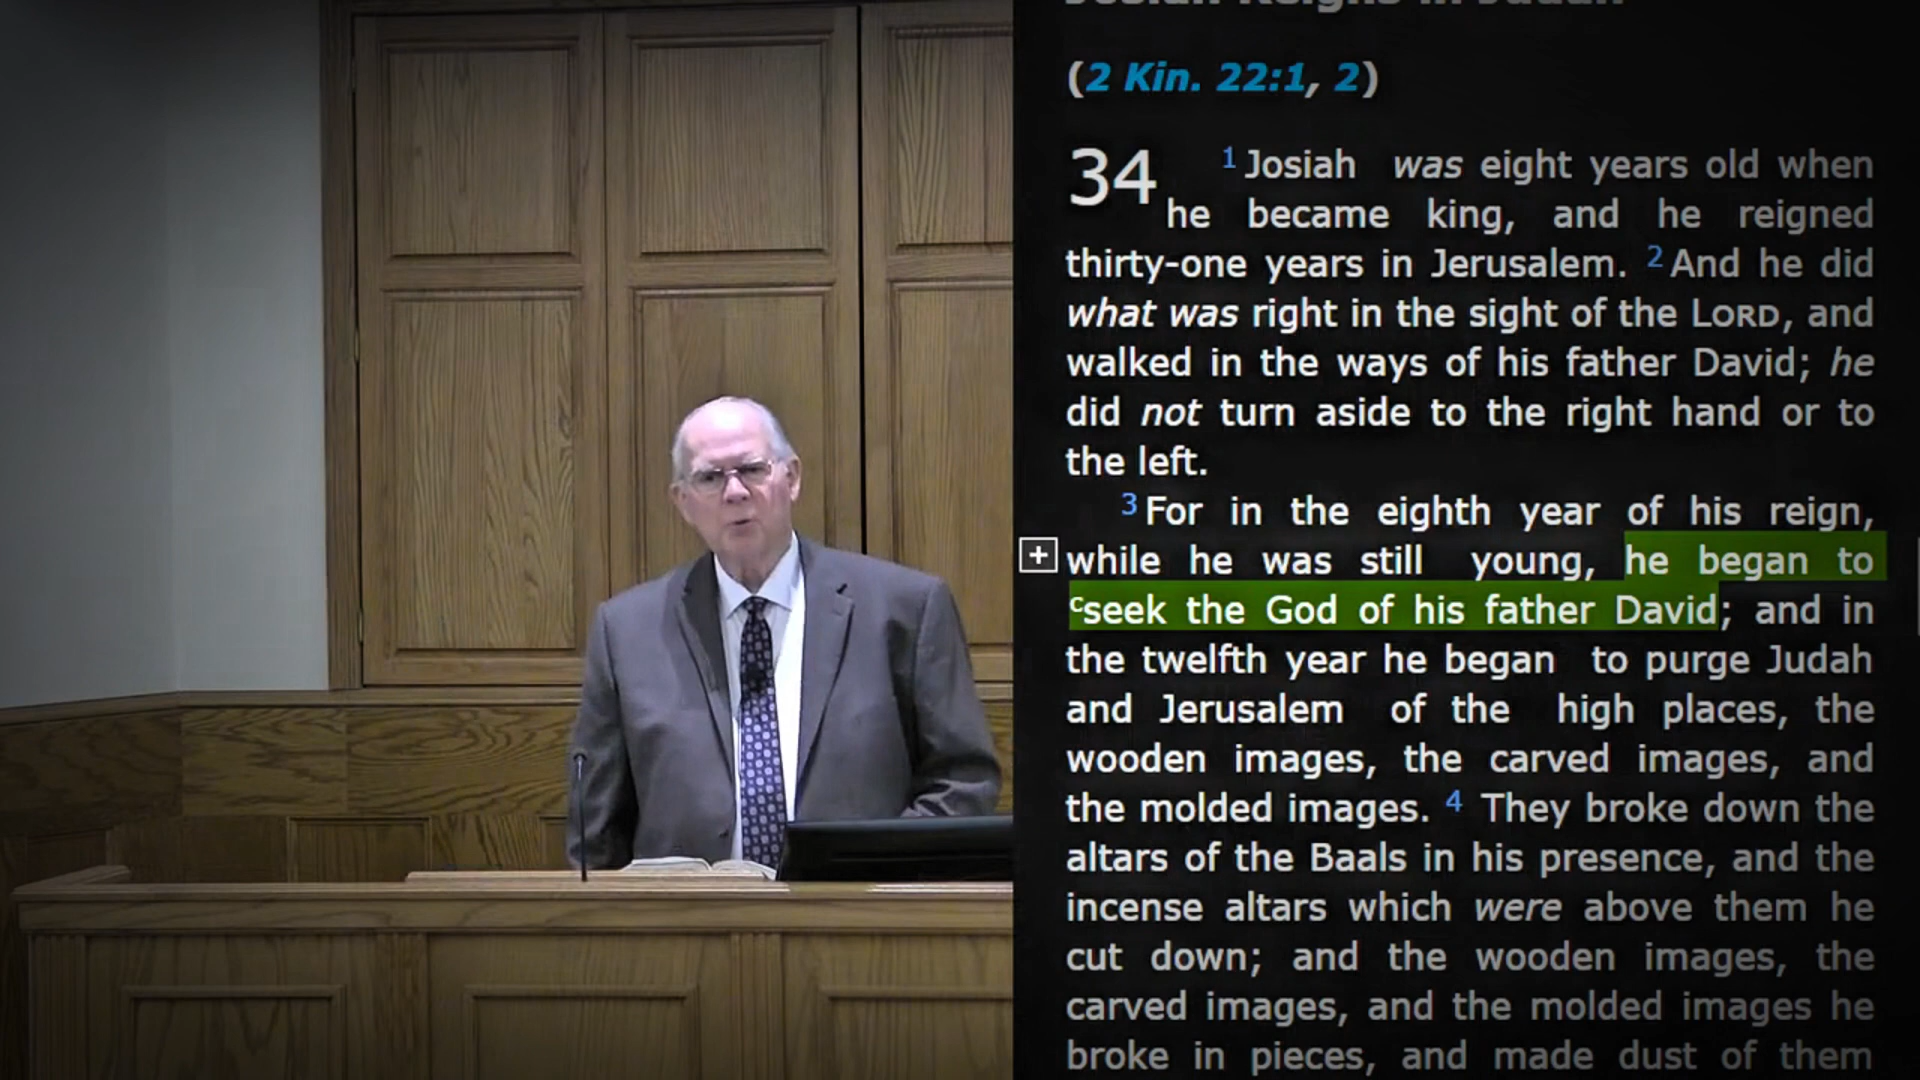 Josiah Reigns in Judah
(2 Kin. 22:1, 2)
34 1 Josiah was eight years old when
he became king, and he reigned
thirty-one years in Jerusalem. 2 And he did
what was right in the sight of the LORD, and
walked in the ways of his father David; he
did not turn aside to the right hand or to
the left.
3 For in the eighth year of his reign,
+ while he was still young, he began to
c seek the God of his father David; and in
the twelfth year he began to purge Judah
and Jerusalem of the high places, the
wooden images, the carved images, and
the molded images. 4 They broke down the
altars of the Baals in his presence, and the
incense altars which were above them he
cut down; and the wooden images, the
carved images, and the molded images he
broke in pieces, and made dust of them